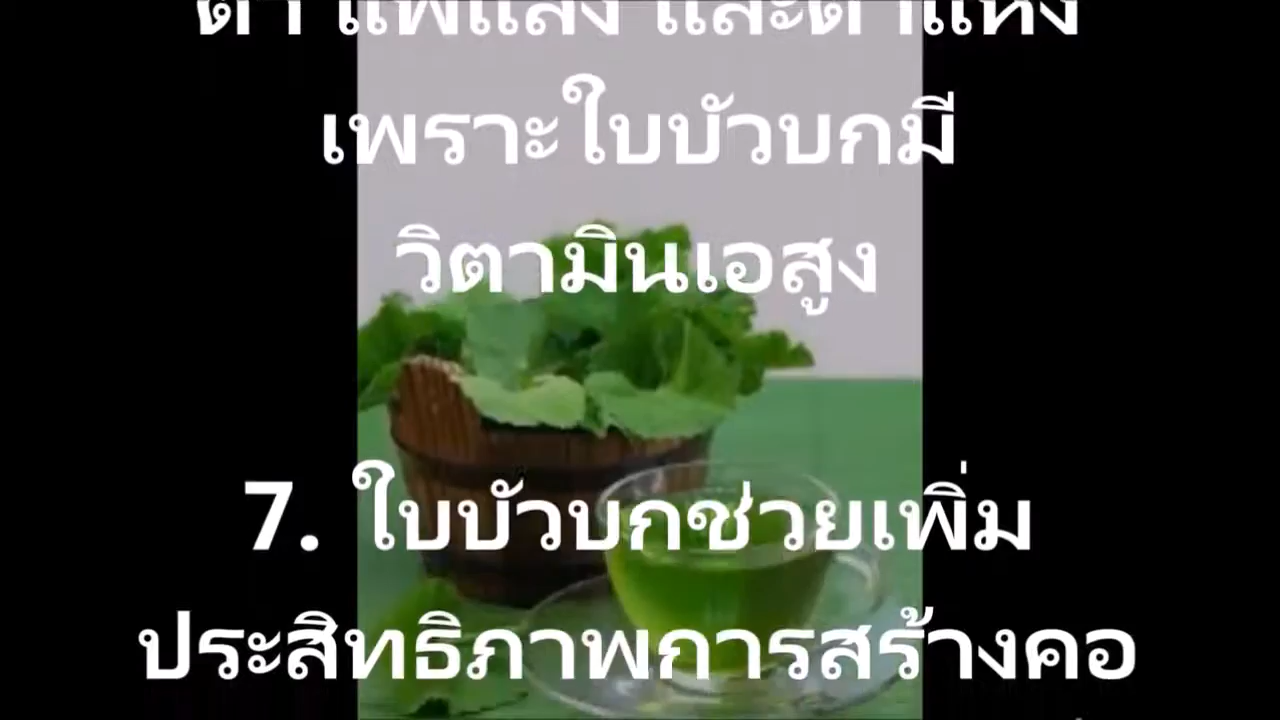 เพราะใบบัวบกมี
วิตามินเอสูง
7. ใบบัวบกช่วยเพิ่ม
ประสิทธิภาพการสร้างคอ